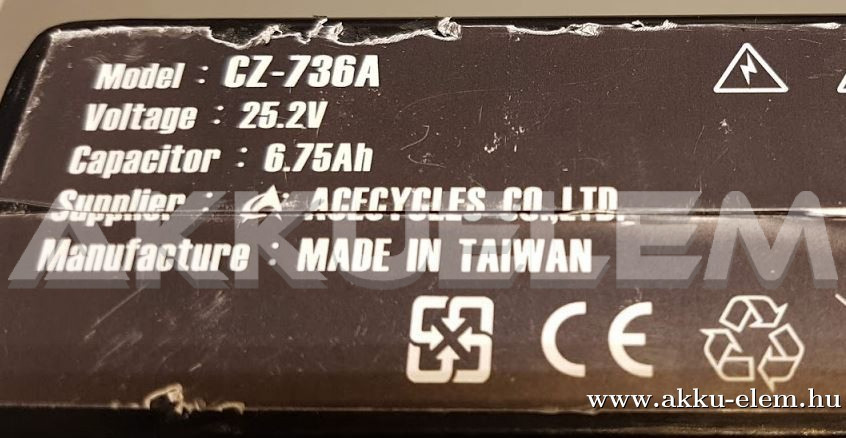 Model : CZ-736A
Voltage : 25.2V
Capacitor : 6.75Ah
Supplier : ACECYCLES CO.,LTD.
AKKUELEM
Manufacture : MADE IN TAIWAN
CE
www.akku-elem.hu